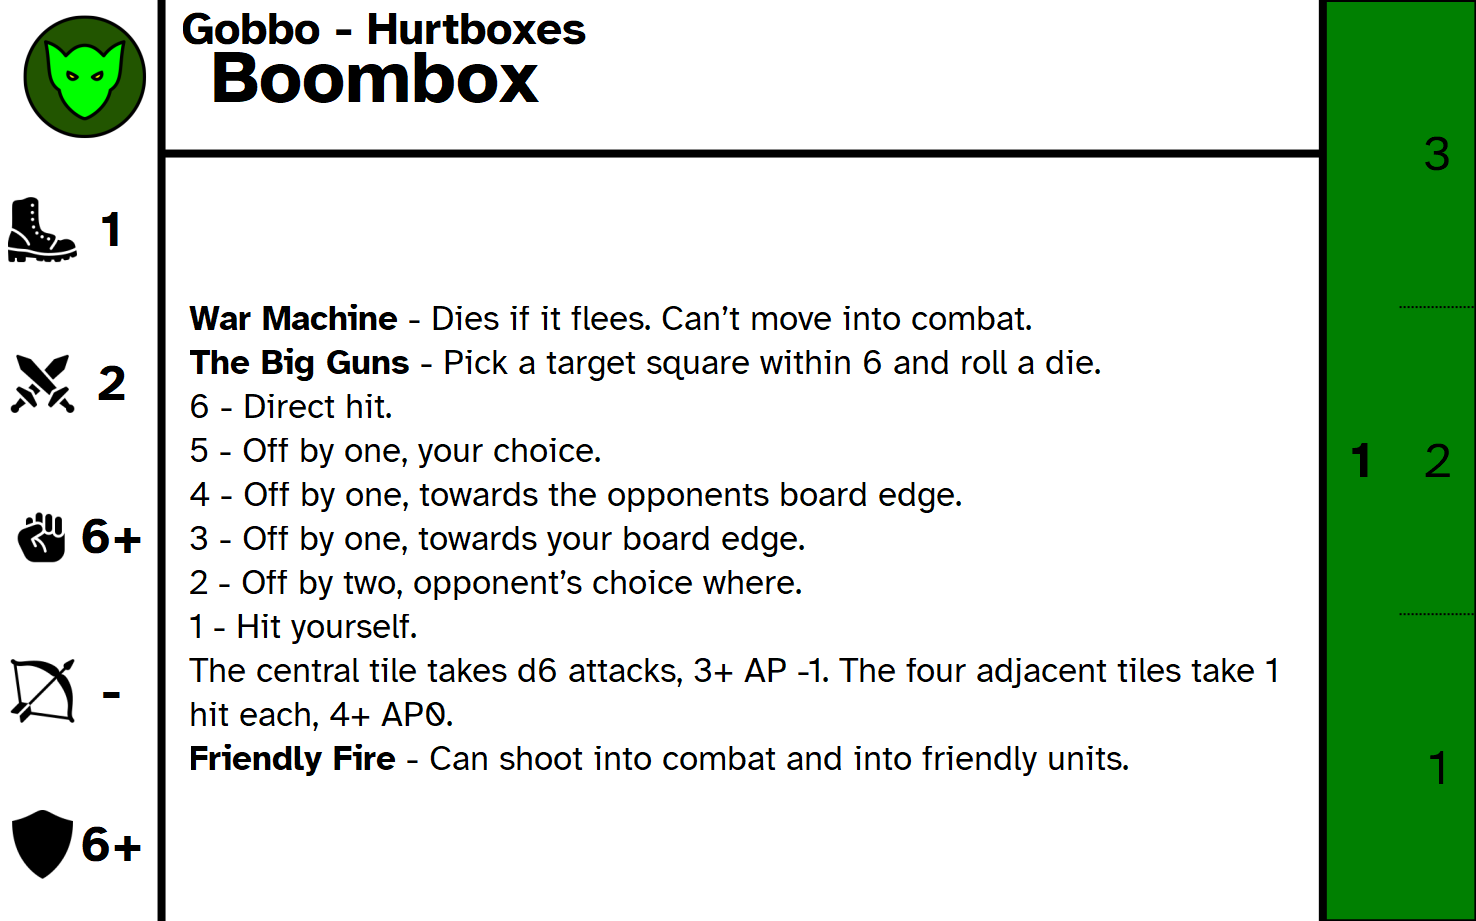 Gobbo - Hurtboxes
Boombox
1
2
6+
-
6+
War Machine - Dies if it flees. Can’t move into combat.
The Big Guns - Pick a target square within 6 and roll a die.
6 - Direct hit.
5 - Off by one, your choice.
4 - Off by one, towards the opponents board edge.
3 - Off by one, towards your board edge.
2 - Off by two, opponent’s choice where.
1 - Hit yourself.
The central tile takes d6 attacks, 3+ AP -1. The four adjacent tiles take 1
hit each, 4+ AP0.
Friendly Fire - Can shoot into combat and into friendly units.
3
1 2
1